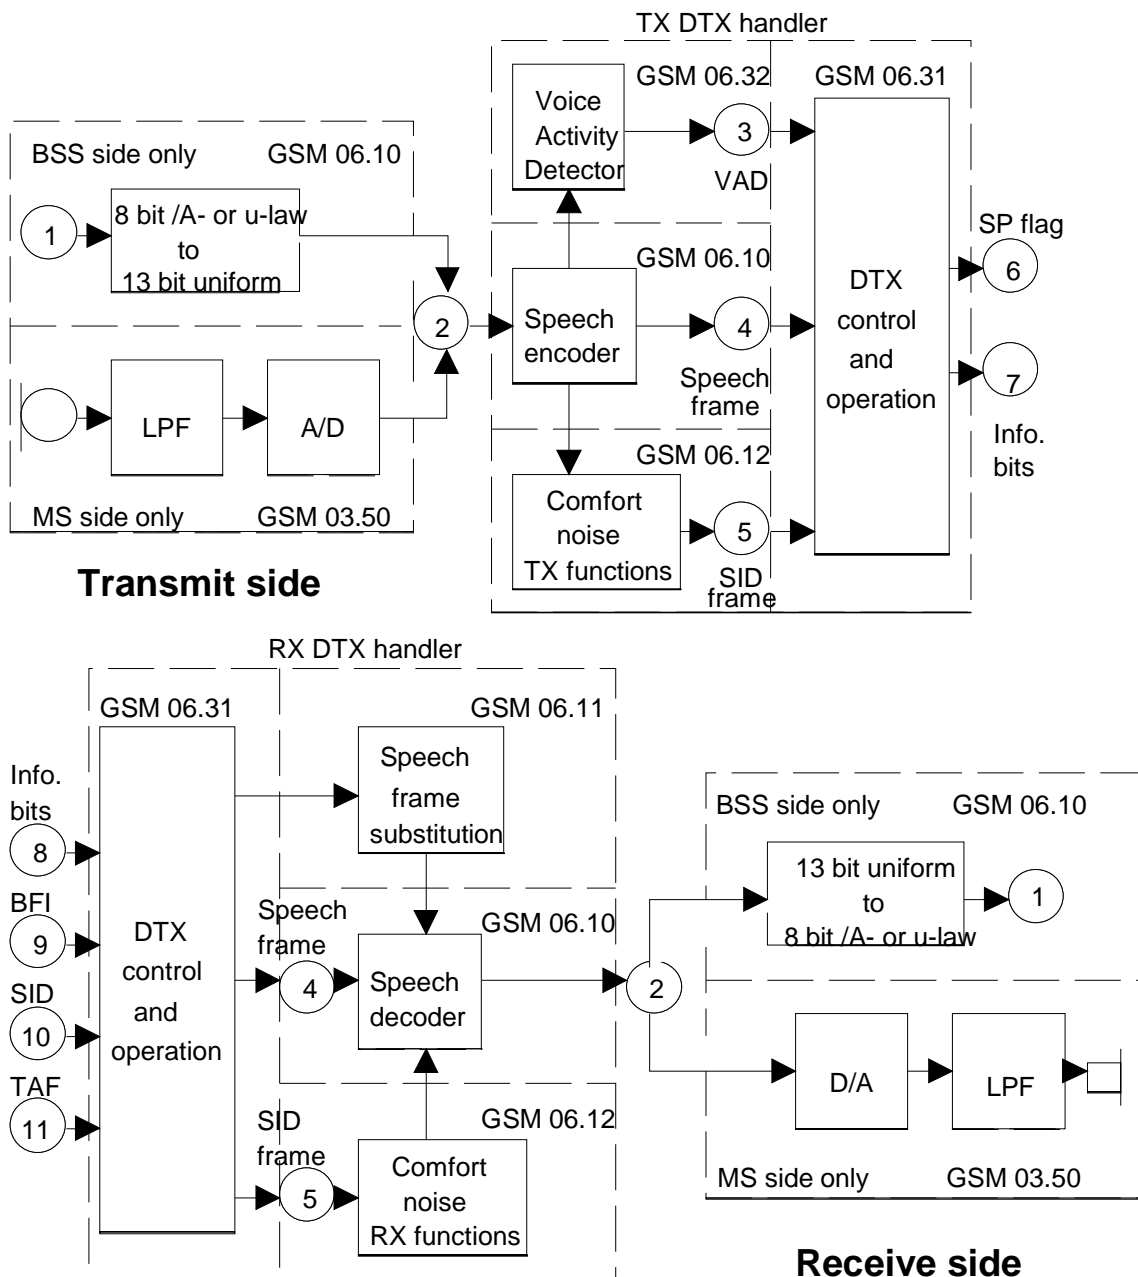 TX DTX handler
GSM 06.32
GSM 06.31
Voice
Activity
Detector
3
VAD
BSS side only
GSM 06.10
1
8 bit /A- or u-law
to
13 bit uniform
2
GSM 06.10
Speech
encoder
4
Speech
frame
DTX
control
and
operation
SP flag
6
7
Info.
bits
LPF
A/D
MS side only
GSM 03.50
GSM 06.12
Comfort
noise
TX functions
5
SID
frame
Transmit side
RX DTX handler
GSM 06.31
GSM 06.11
Info.
bits
8
BFI
9
SID
10
TAF
11
DTX
control
and
operation
Speech
frame
substitution
Speech
frame
4
GSM 06.10
Speech
decoder
SID
frame
5
GSM 06.12
Comfort
noise
RX functions
2
BSS side only
GSM 06.10
13 bit uniform
to
8 bit /A- or u-law
1
D/A
LPF
MS side only
GSM 03.50
Receive side